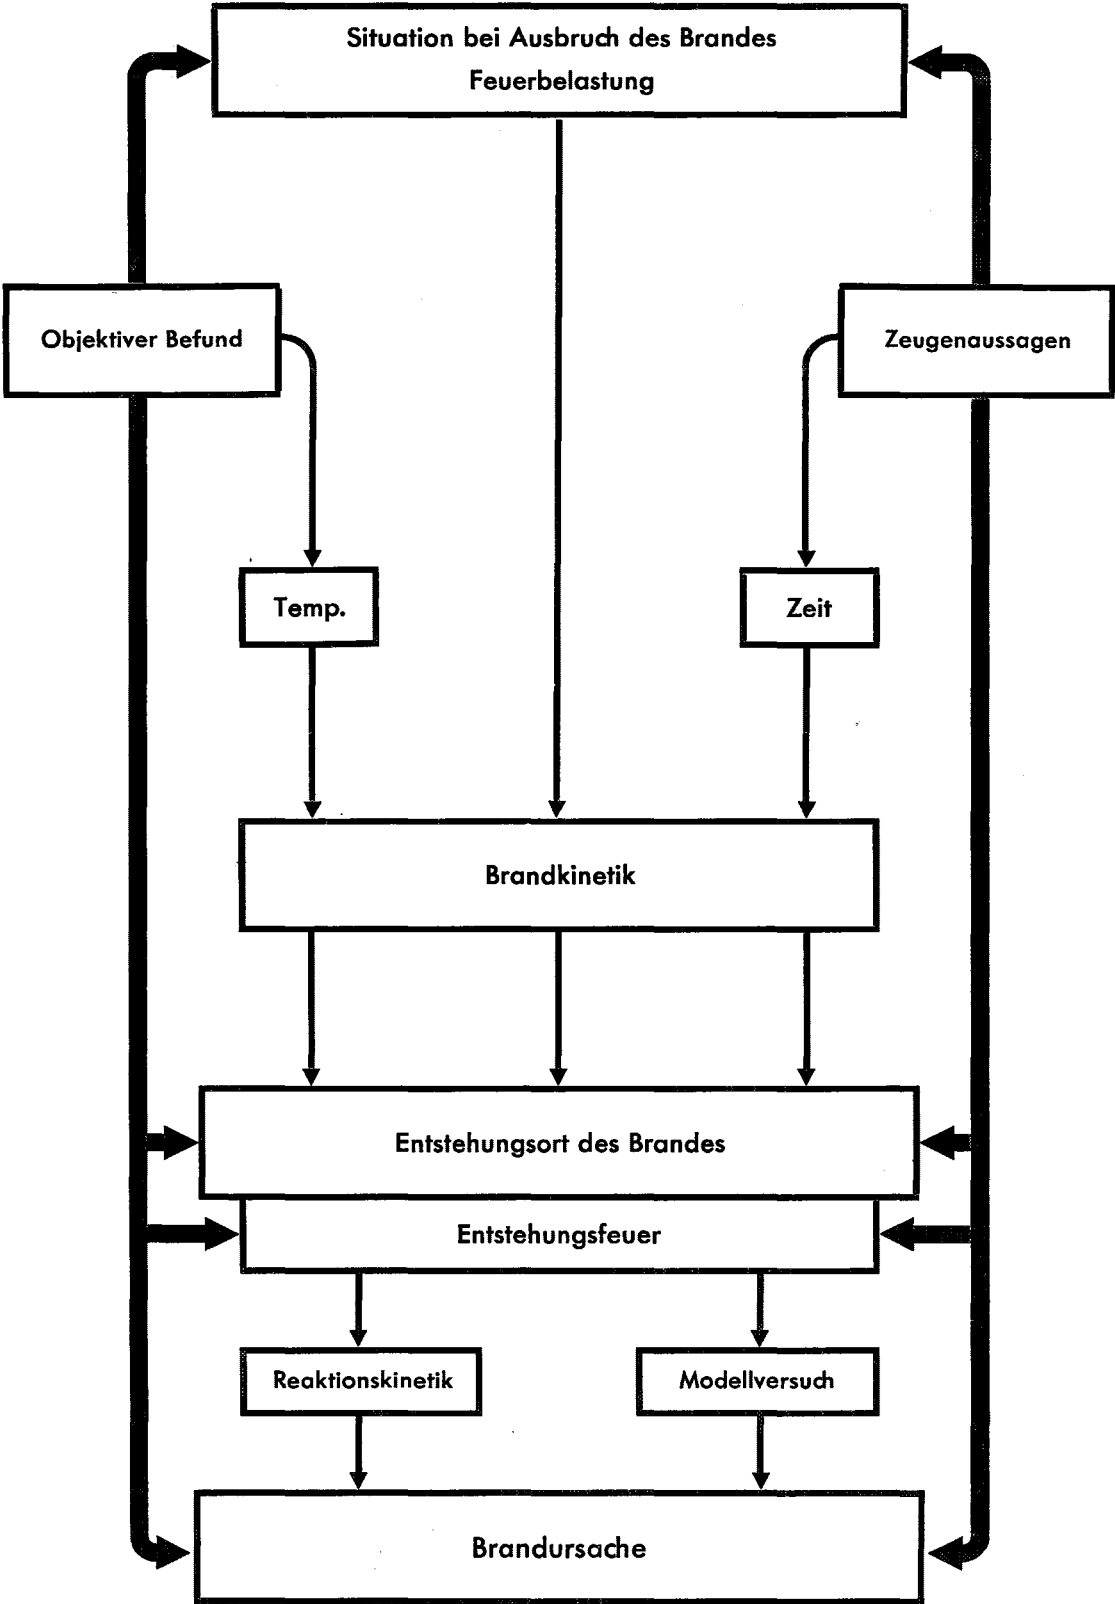 Situation bei Ausbruch des Brandes
Feuerbelastung
Objektiver Befund
Zeugenaussagen
Temp.
Zeit
Brandkinetik
Entstehungsort des Brandes
Entstehungsfeuer
Reaktionskinetik
Modellversuch
Brandursache